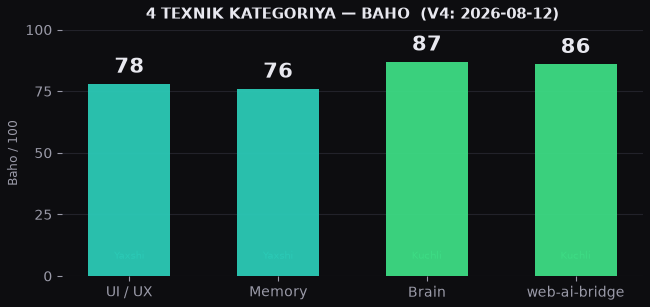 4 TEXNIK KATEGORIYA — BAHO (V4: 2026-08-12)
100
75
50
25
0
Baho / 100
78
76
87
86
UI / UX
Memory
Brain
web-ai-bridge